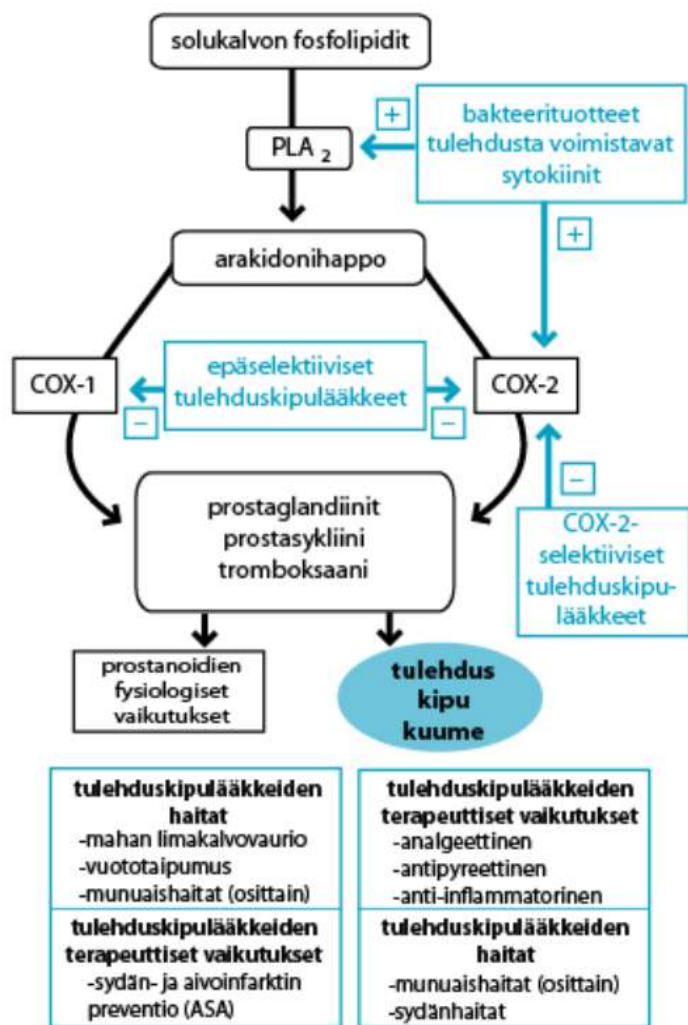 solukalvon fosfolipidit
+
bakteerituotteet
tulehdusta voimistavat
sytokiinit
PLA 2
+
arakidonihappo
COX-1
epäselektiiviset
tulehduskipulääkkeet
COX-2
−
−
−
prostaglandiinit
prostasykliini
tromboksaani
COX-2-
selektiiviset
tulehduskipu-
lääkkeet
prostanoidien
fysiologiset
vaikutukset
tulehdus
kipu
kuume
tulehduskipulääkkeiden
haitat
-mahan limakalvovaurio
-vuototaipumus
-munuaishaitat (osittain)
tulehduskipulääkkeiden
terapeuttiset vaikutukset
-analgeettinen
-antipyreettinen
-anti-inflammatorinen
tulehduskipulääkkeiden
terapeuttiset vaikutukset
-sydän- ja aivoinfarktin
preventio (ASA)
tulehduskipulääkkeiden
haitat
-munuaishaitat (osittain)
-sydänhaitat